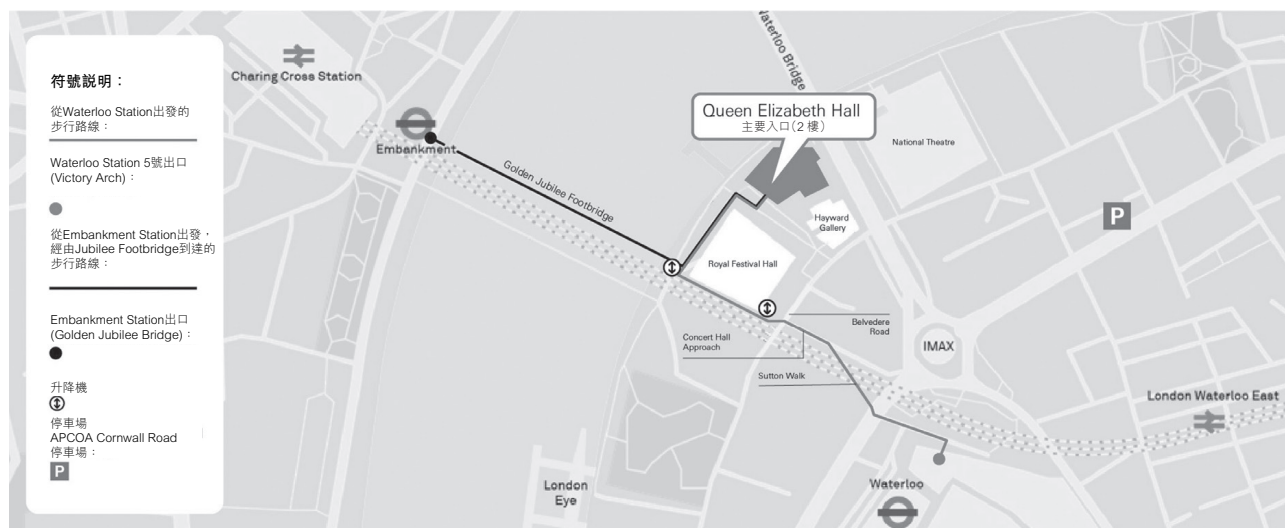 符號説明：
從Waterloo Station出發的
步行路線：
Waterloo Station 5號出口
(Victory Arch)：
從Embankment Station出發，
經由Jubilee Footbridge到達的
步行路線：
Embankment Station出口
(Golden Jubilee Bridge)：
升降機
停車場
APCOA Cornwall Road
停車場：
P
Charing Cross Station
Embankment
Golden Jubilee Footbridge
Waterloo Bridge
Queen Elizabeth Hall
主要入口(2 樓)
National Theatre
Hayward
Gallery
P
Royal Festival Hall
Belvedere
Road
Concert Hall
Approach
Sutton Walk
IMAX
London Waterloo East
London
Eye
Waterloo